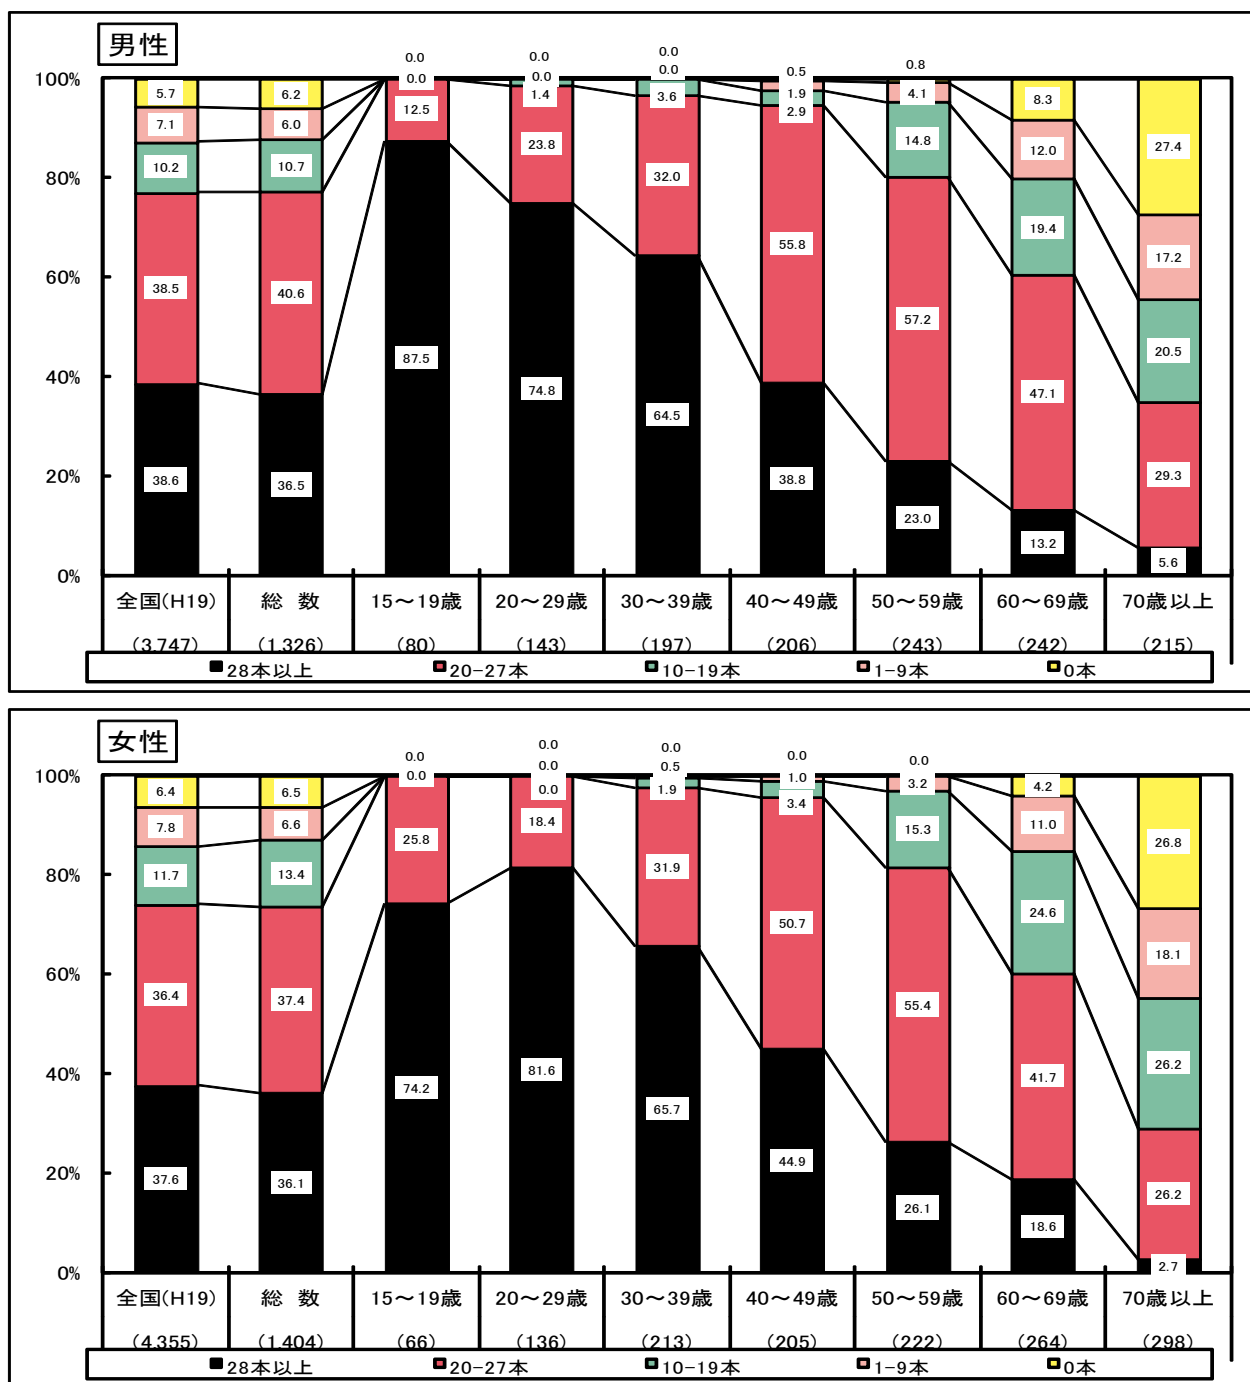 男性
0.0 0.0 0.0
100% 5.7 6.2 0.0 0.0 0.0 0.5 0.8 8.3 27.4
7.1 6.0 12.5 1.4 3.6 1.9 4.1 12.0
10.2 10.7 23.8 32.0 2.9 14.8 19.4 17.2
80%
38.5 40.6 55.8 57.2 47.1 20.5
60%
87.5 74.8 64.5 29.3
40%
38.6 36.5 38.8 23.0 13.2 5.6
20%
0%
全国(H19) 総 数 15～19歳 20～29歳 30～39歳 40～49歳 50～59歳 60～69歳 70歳以上
(3,747) (1,326) (80) (143) (197) (206) (243) (242) (215)
28本以上 20-27本 10-19本 1-9本 0本
女性
0.0 0.0 0.0 0.0
100% 6.4 6.5 0.0 0.0 0.5 1.0 0.0 4.2 26.8
7.8 6.6 0.0 0.0 1.9 3.4 3.2 11.0
11.7 13.4 25.8 18.4 31.9 15.3 24.6 18.1
80%
36.4 37.4 50.7 55.4 41.7 26.2
60%
74.2 81.6 65.7 26.2
40%
37.6 36.1 44.9 26.1 18.6 2.7
20%
0%
全国(H19) 総 数 15～19歳 20～29歳 30～39歳 40～49歳 50～59歳 60～69歳 70歳以上
(4,355) (1,404) (66) (136) (213) (205) (222) (264) (298)
28本以上 20-27本 10-19本 1-9本 0本